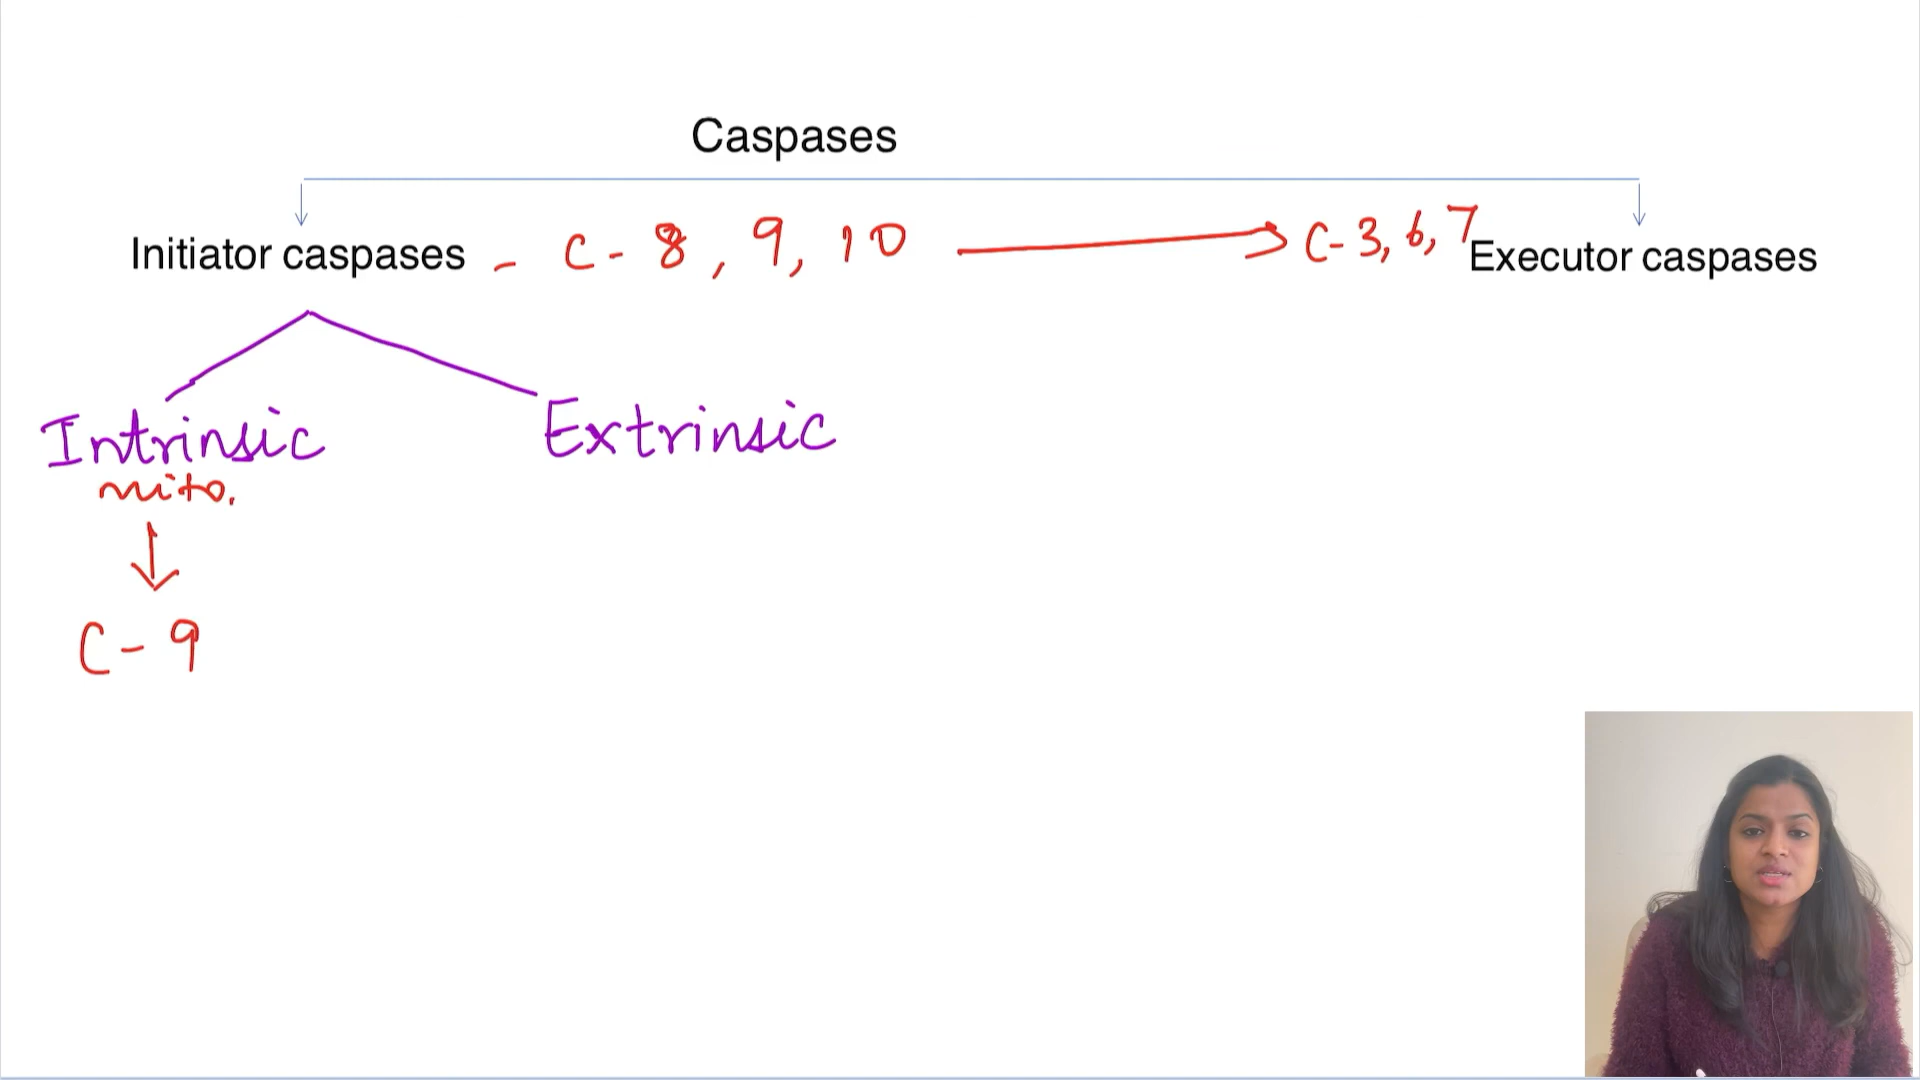 Caspases
Initiator caspases - C-8, 9, 10 → C-3, 6, 7 Executor caspases
Intrinsic Extrinsic
mito.
↓
C-9